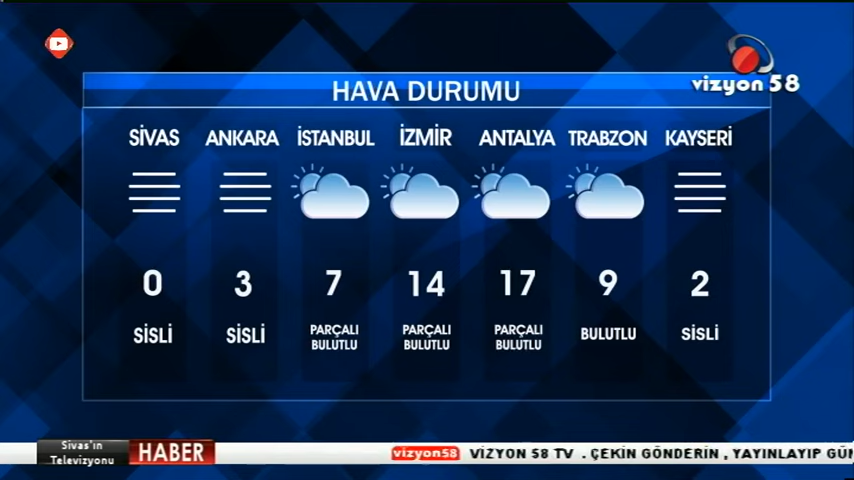 vizyon 58
HAVA DURUMU
SİVAS ANKARA İSTANBUL İZMİR ANTALYA TRABZON KAYSERİ
0 3 7 14 17 9 2
SİSLİ SİSLİ PARÇALI BULUTLU PARÇALI BULUTLU PARÇALI BULUTLU BULUTLU SİSLİ
Sivas'ın
Televizyonu
HABER
vizyon58 VİZYON 58 TV . ÇEKİN GÖNDERİN , YAYINLAYIP GÜN